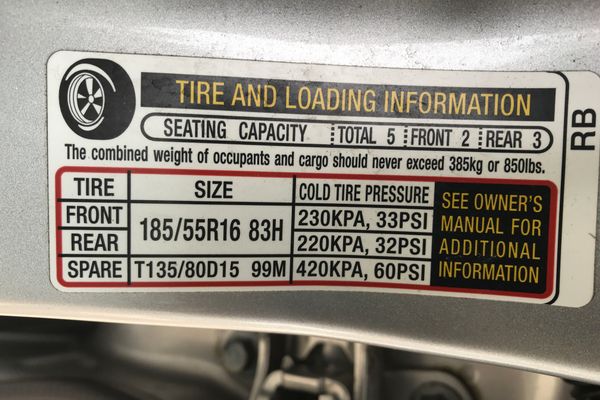 TIRE AND LOADING INFORMATION
SEATING CAPACITY TOTAL 5 FRONT 2 REAR 3
The combined weight of occupants and cargo should never exceed 385kg or 850lbs.
TIRE SIZE COLD TIRE PRESSURE
FRONT 185/55R16 83H 230KPA, 33PSI
REAR 220KPA, 32PSI
SPARE T135/80D15 99M 420KPA, 60PSI
SEE OWNER'S
MANUAL FOR
ADDITIONAL
INFORMATION
RB